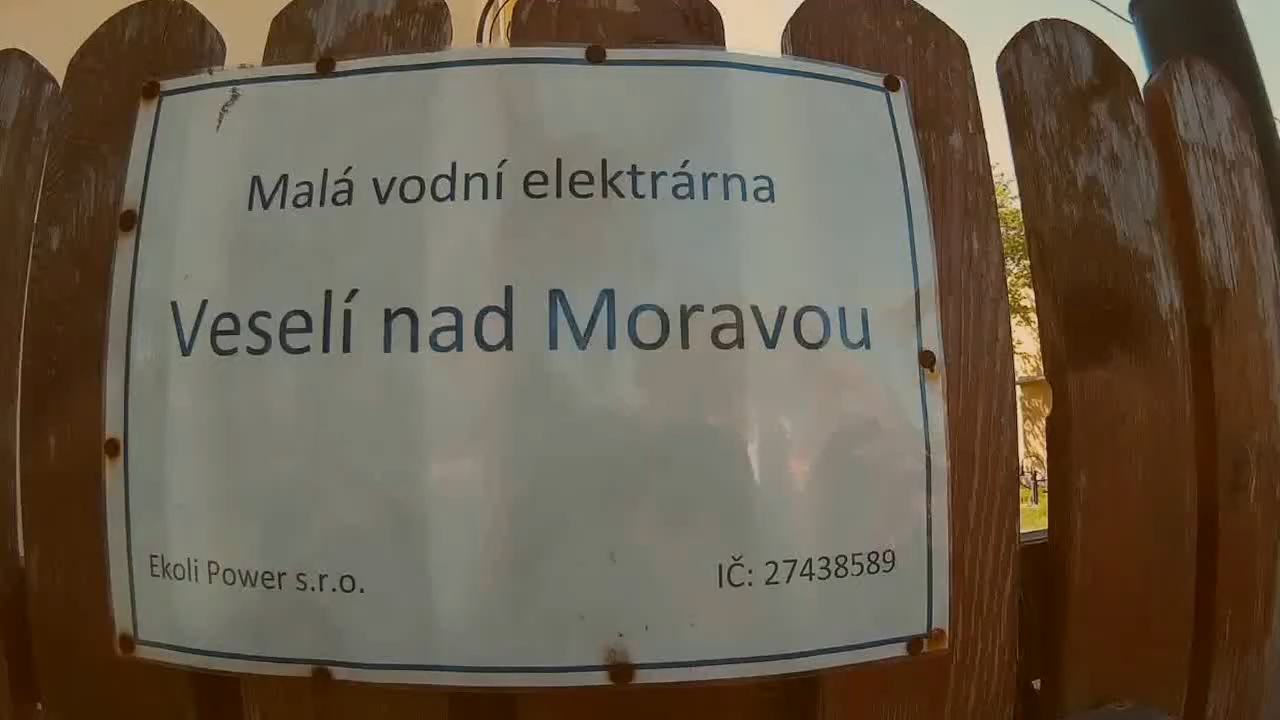 Malá vodní elektrárna
Veselí nad Moravou
Ekoli Power s.r.o.
IČ: 27438589